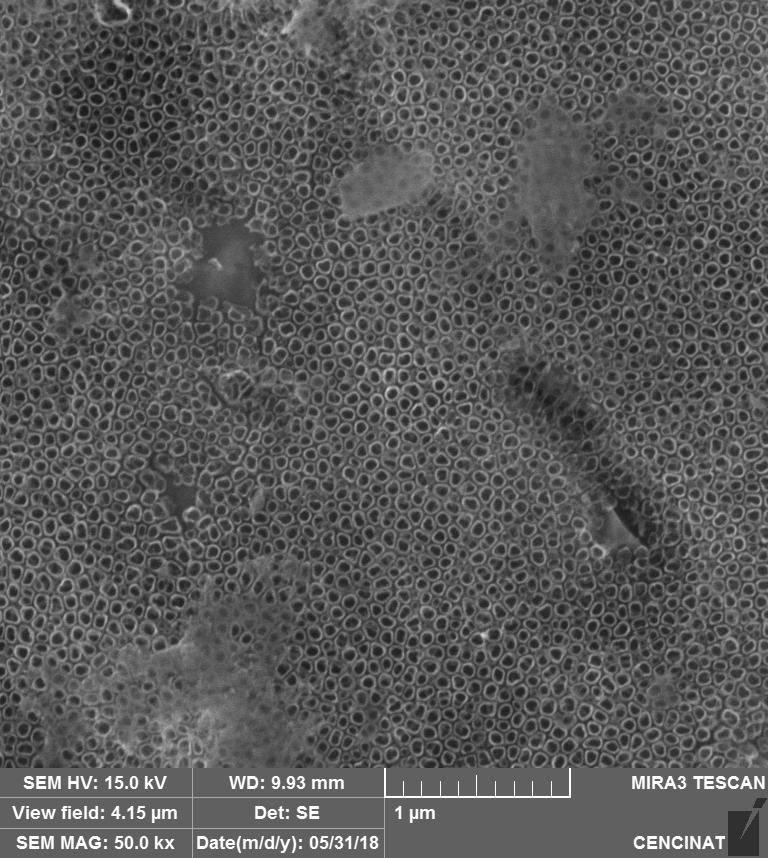 SEM HV: 15.0 kV WD: 9.93 mm MIRA3 TESCAN
View field: 4.15 µm Det: SE 1 µm
SEM MAG: 50.0 kx Date(m/d/y): 05/31/18 CENCINAT